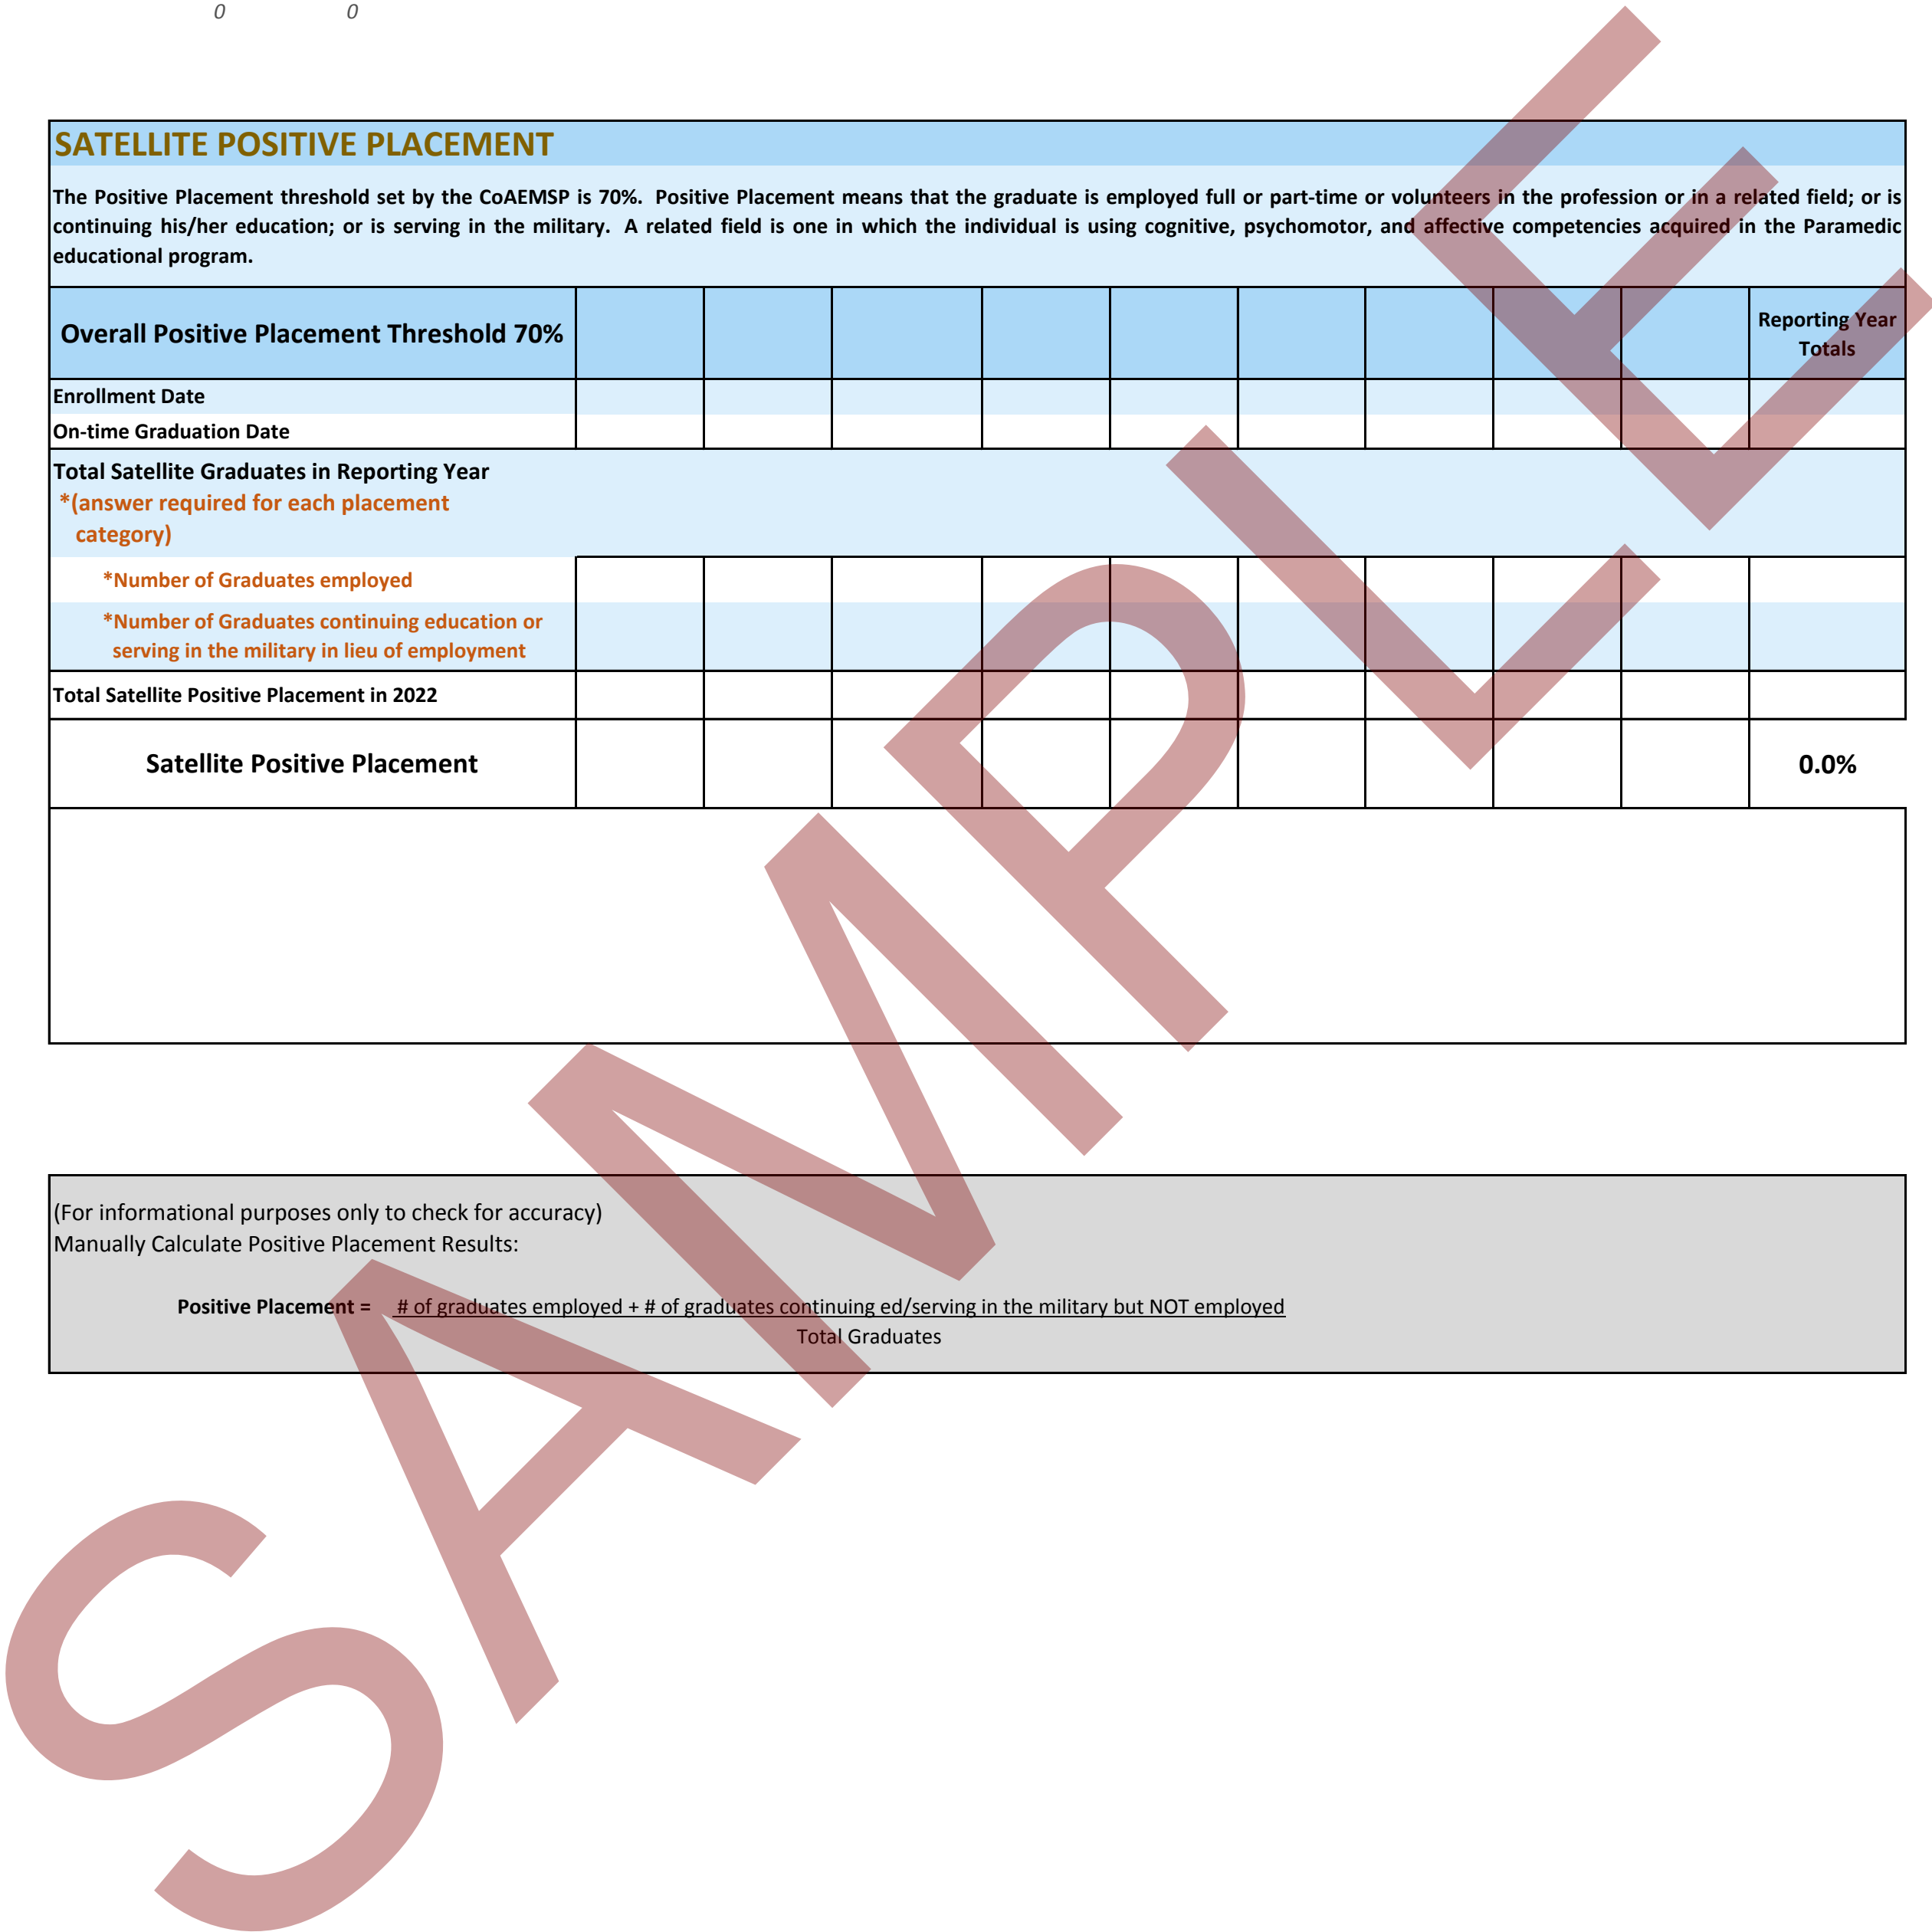 0 0
SATELLITE POSITIVE PLACEMENT
The Positive Placement threshold set by the CoAEMSP is 70%. Positive Placement means that the graduate is employed full or part-time or volunteers in the profession or in a related field; or is
continuing his/her education; or is serving in the military. A related field is one in which the individual is using cognitive, psychomotor, and affective competencies acquired in the Paramedic
educational program.
Overall Positive Placement Threshold 70%
Reporting Year
Totals
Enrollment Date
On-time Graduation Date
Total Satellite Graduates in Reporting Year
*(answer required for each placement
category)
*Number of Graduates employed
*Number of Graduates continuing education or
serving in the military in lieu of employment
Total Satellite Positive Placement in 2022
Satellite Positive Placement 0.0%
(For informational purposes only to check for accuracy)
Manually Calculate Positive Placement Results:
Positive Placement = # of graduates employed + # of graduates continuing ed/serving in the military but NOT employed
Total Graduates
SAMPLE